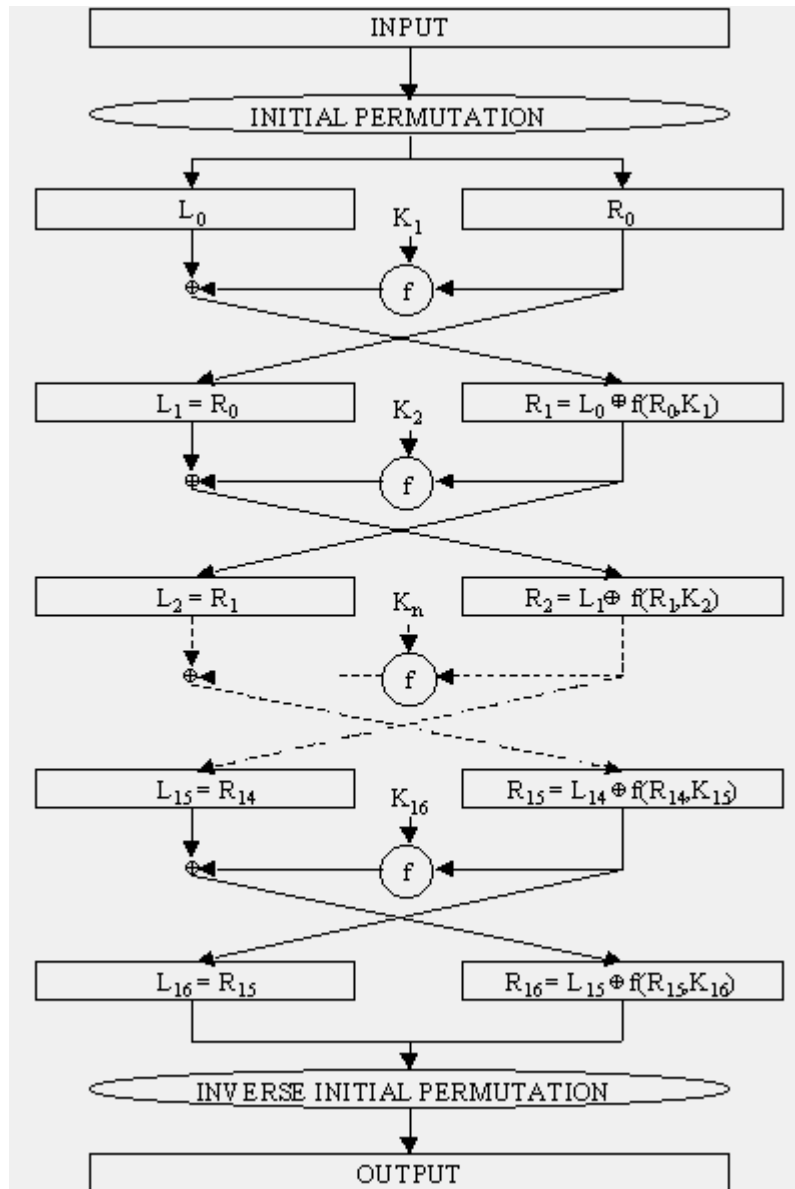 INPUT
INITIAL PERMUTATION
L₀
K₁
R₀
f
⊕
L₁ = R₀
K₂
R₁ = L₀ ⊕ f(R₀,K₁)
f
⊕
L₂ = R₁
Kₙ
R₂ = L₁ ⊕ f(R₁,K₂)
f
⊕
L₁₅ = R₁₄
K₁₆
R₁₅ = L₁₄ ⊕ f(R₁₄,K₁₅)
f
⊕
L₁₆ = R₁₅
R₁₆ = L₁₅ ⊕ f(R₁₅,K₁₆)
INVERSE INITIAL PERMUTATION
OUTPUT